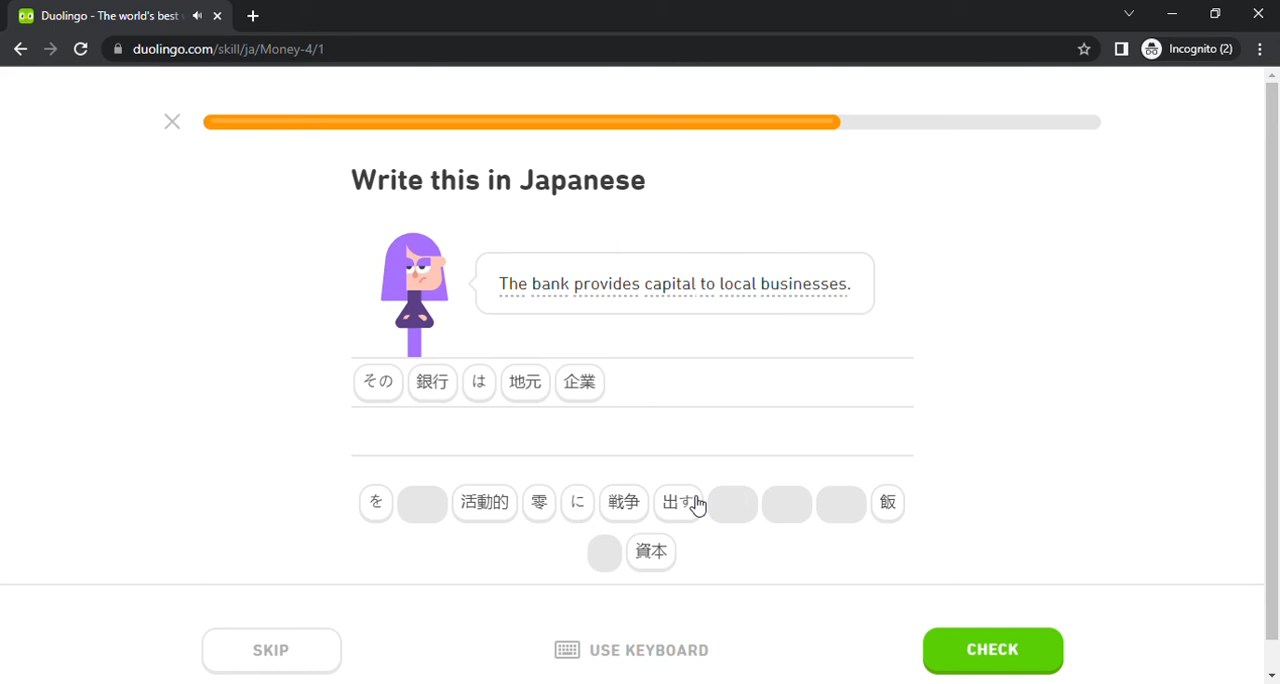 Duolingo - The world's best
duolingo.com/skill/ja/Money-4/1
Incognito (2)
Write this in Japanese
The bank provides capital to local businesses.
その 銀行 は 地元 企業
を 活動的 零 に 戦争 出す 飯
資本
SKIP
USE KEYBOARD
CHECK